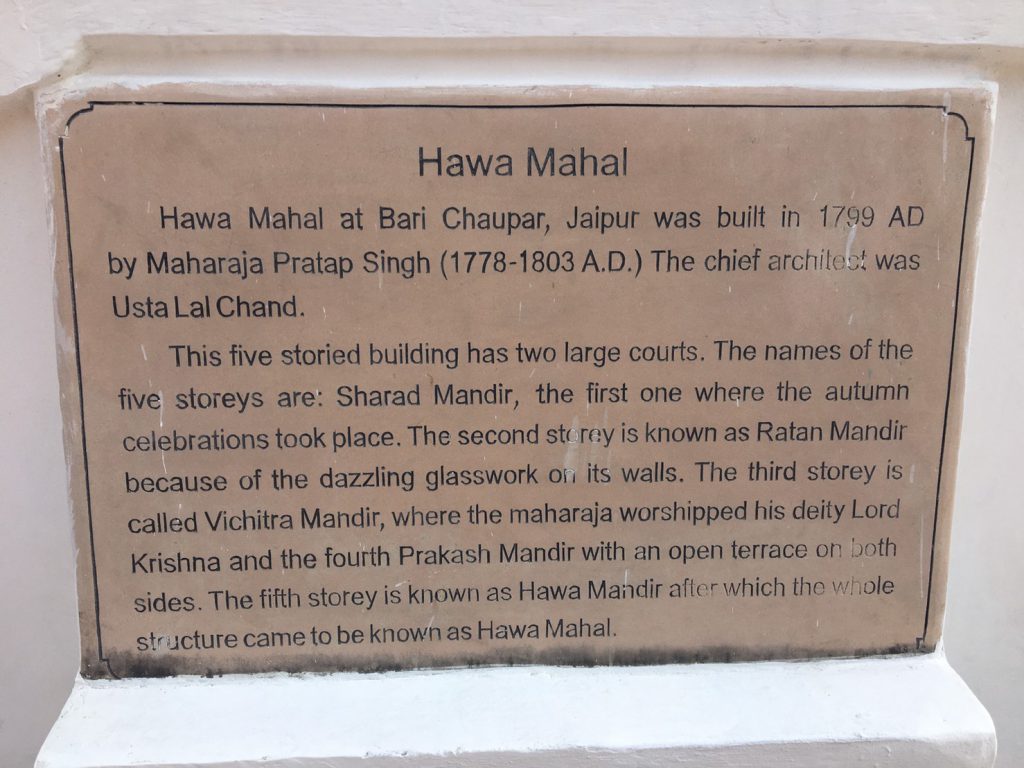 Hawa Mahal
Hawa Mahal at Bari Chaupar, Jaipur was built in 1799 AD
by Maharaja Pratap Singh (1778-1803 A.D.) The chief architect was
Usta Lal Chand.
This five storied building has two large courts. The names of the
five storeys are: Sharad Mandir, the first one where the autumn
celebrations took place. The second storey is known as Ratan Mandir
because of the dazzling glasswork on its walls. The third storey is
called Vichitra Mandir, where the maharaja worshipped his deity Lord
Krishna and the fourth Prakash Mandir with an open terrace on both
sides. The fifth storey is known as Hawa Mandir after which the whole
structure came to be known as Hawa Mahal.